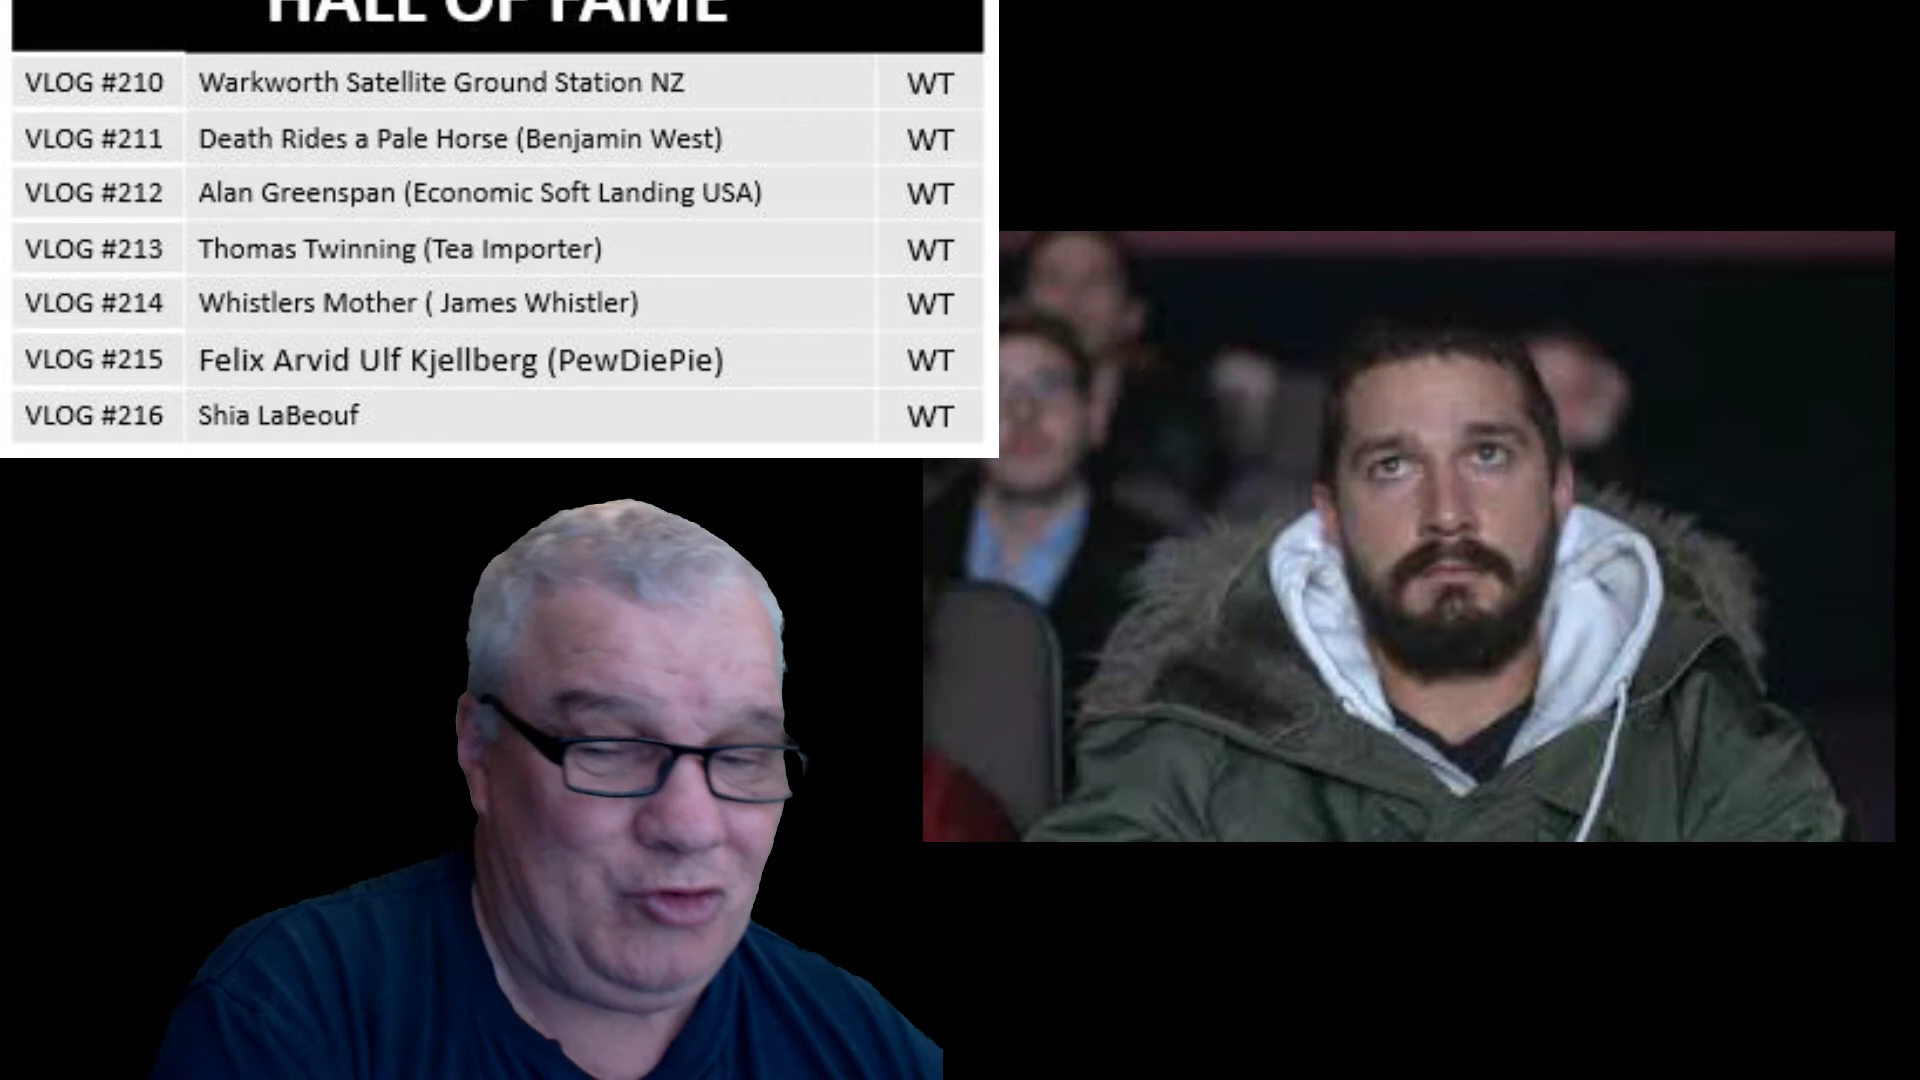 HALL OF FAME
VLOG #210 Warkworth Satellite Ground Station NZ WT
VLOG #211 Death Rides a Pale Horse (Benjamin West) WT
VLOG #212 Alan Greenspan (Economic Soft Landing USA) WT
VLOG #213 Thomas Twinning (Tea Importer) WT
VLOG #214 Whistlers Mother ( James Whistler) WT
VLOG #215 Felix Arvid Ulf Kjellberg (PewDiePie) WT
VLOG #216 Shia LaBeouf WT